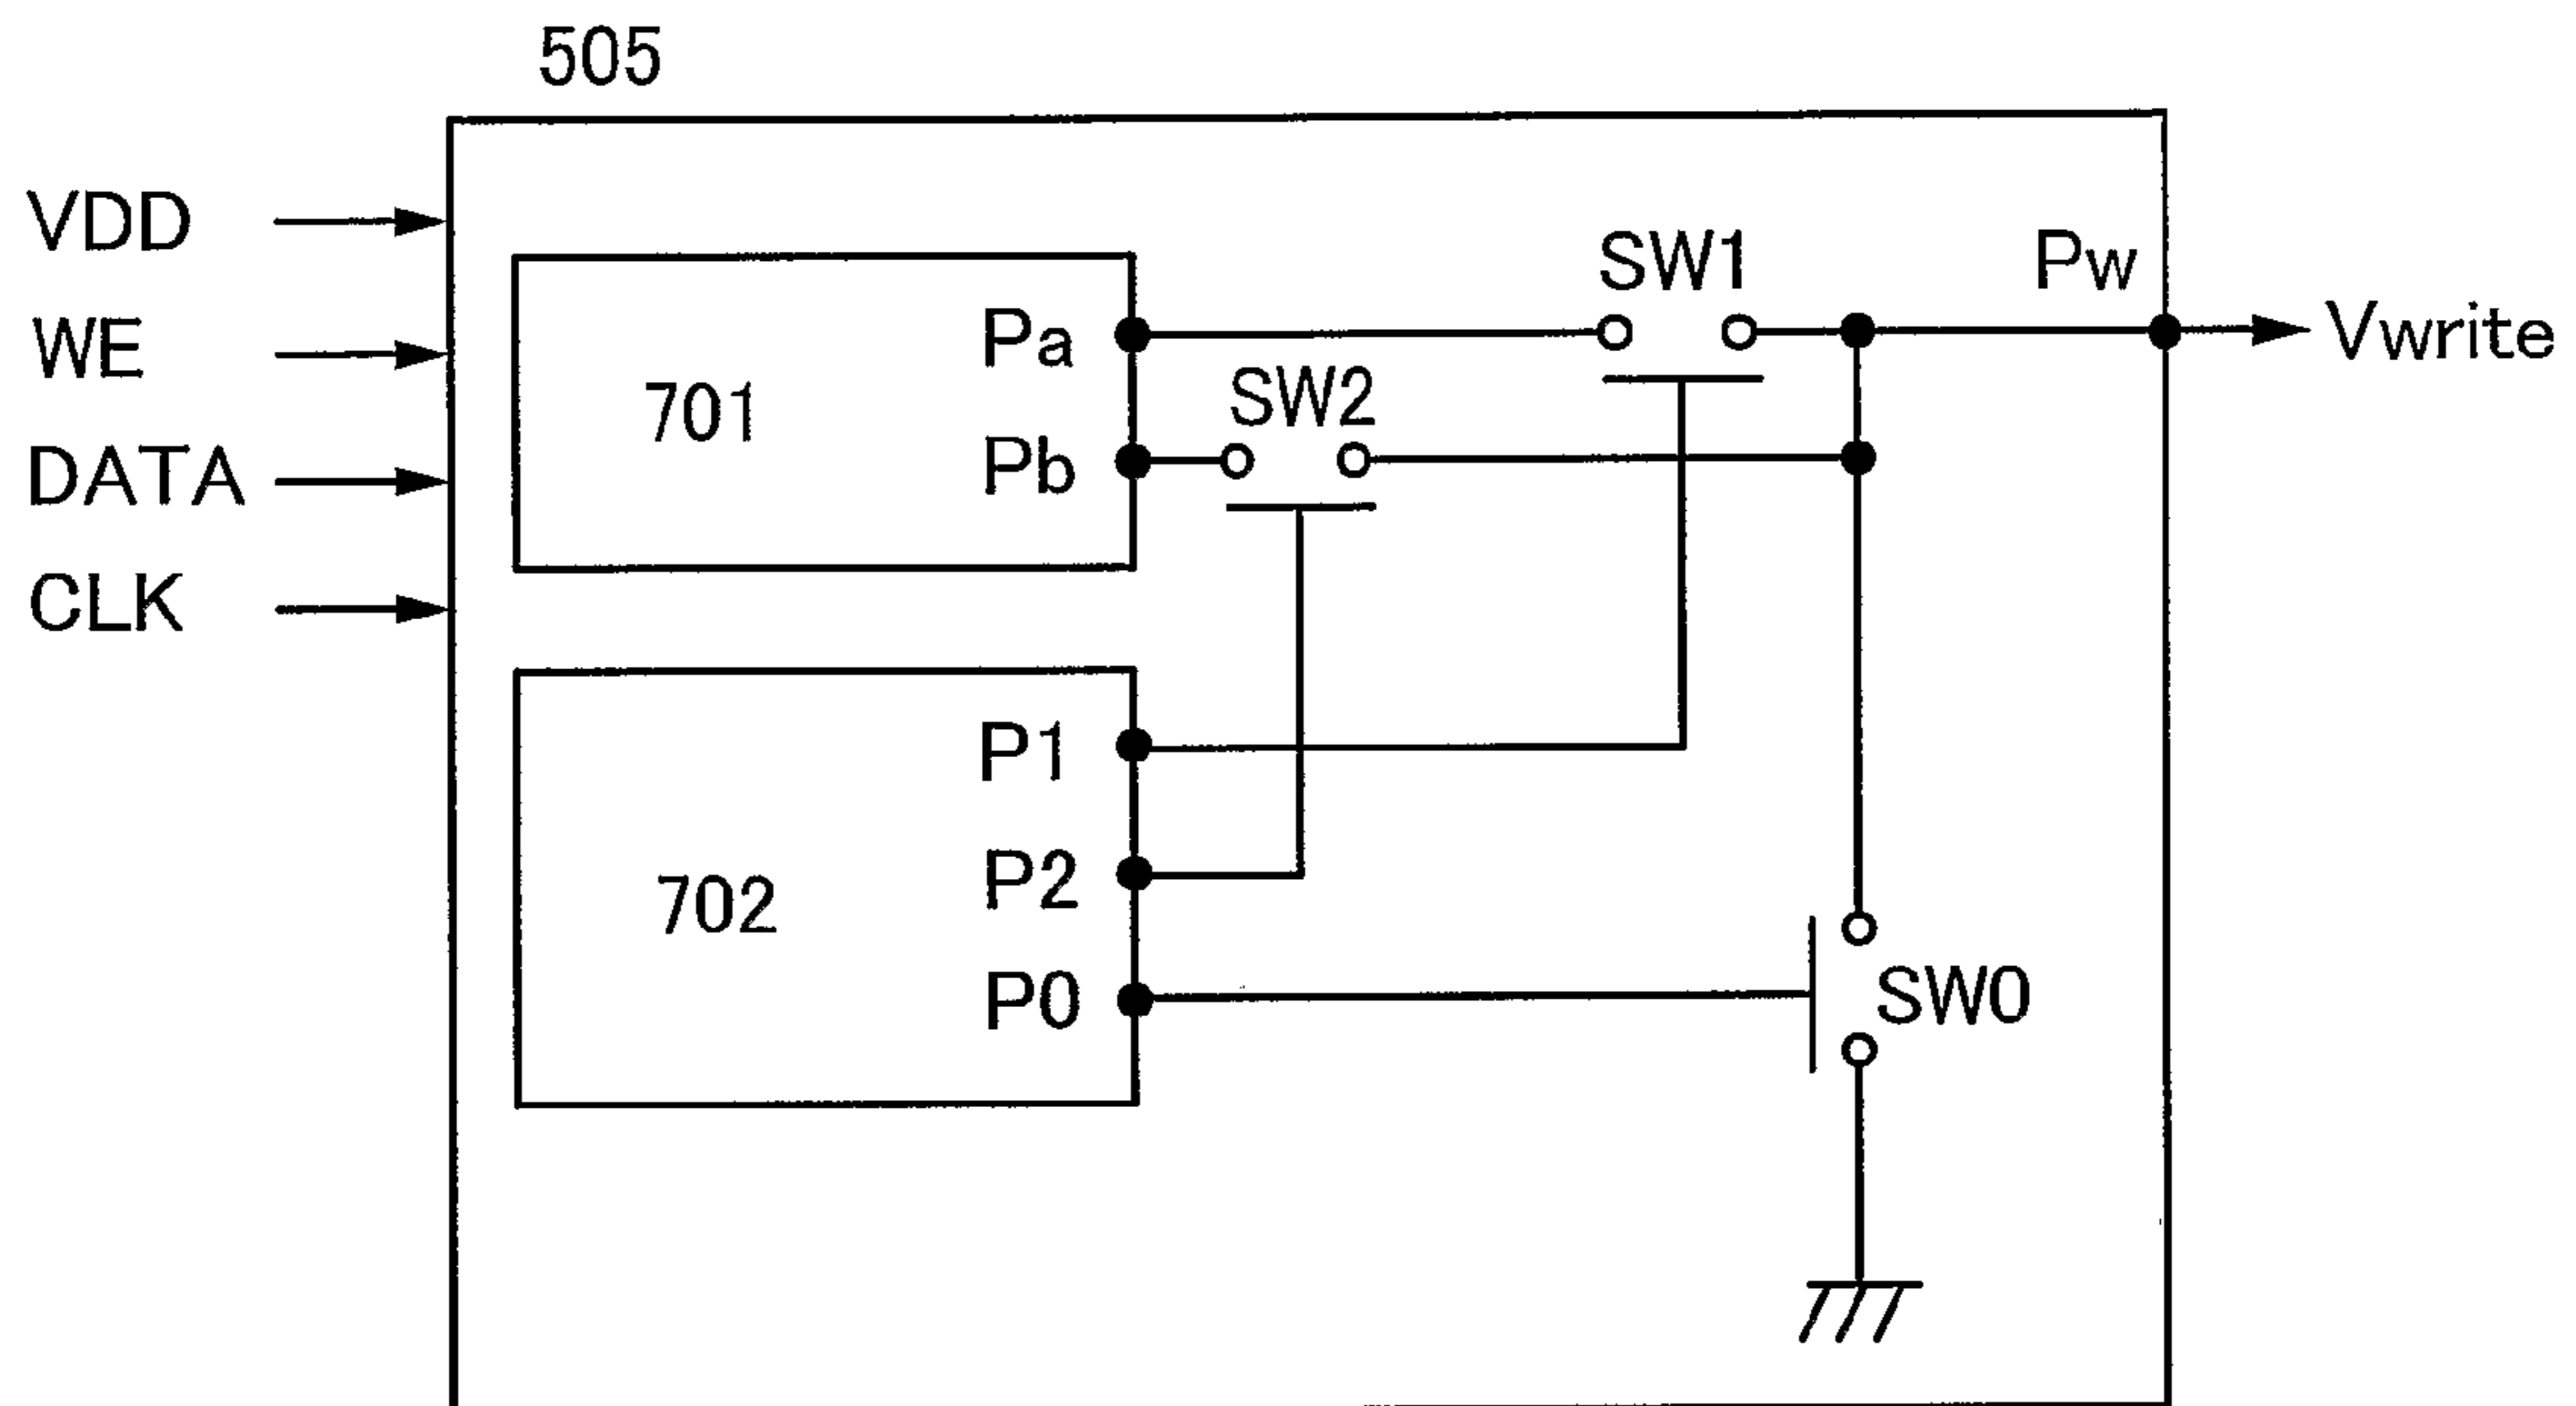 505
VDD
WE
DATA
CLK
701
Pa
Pb
SW2
SW1
Pw
Vwrite
702
P1
P2
P0
SW0